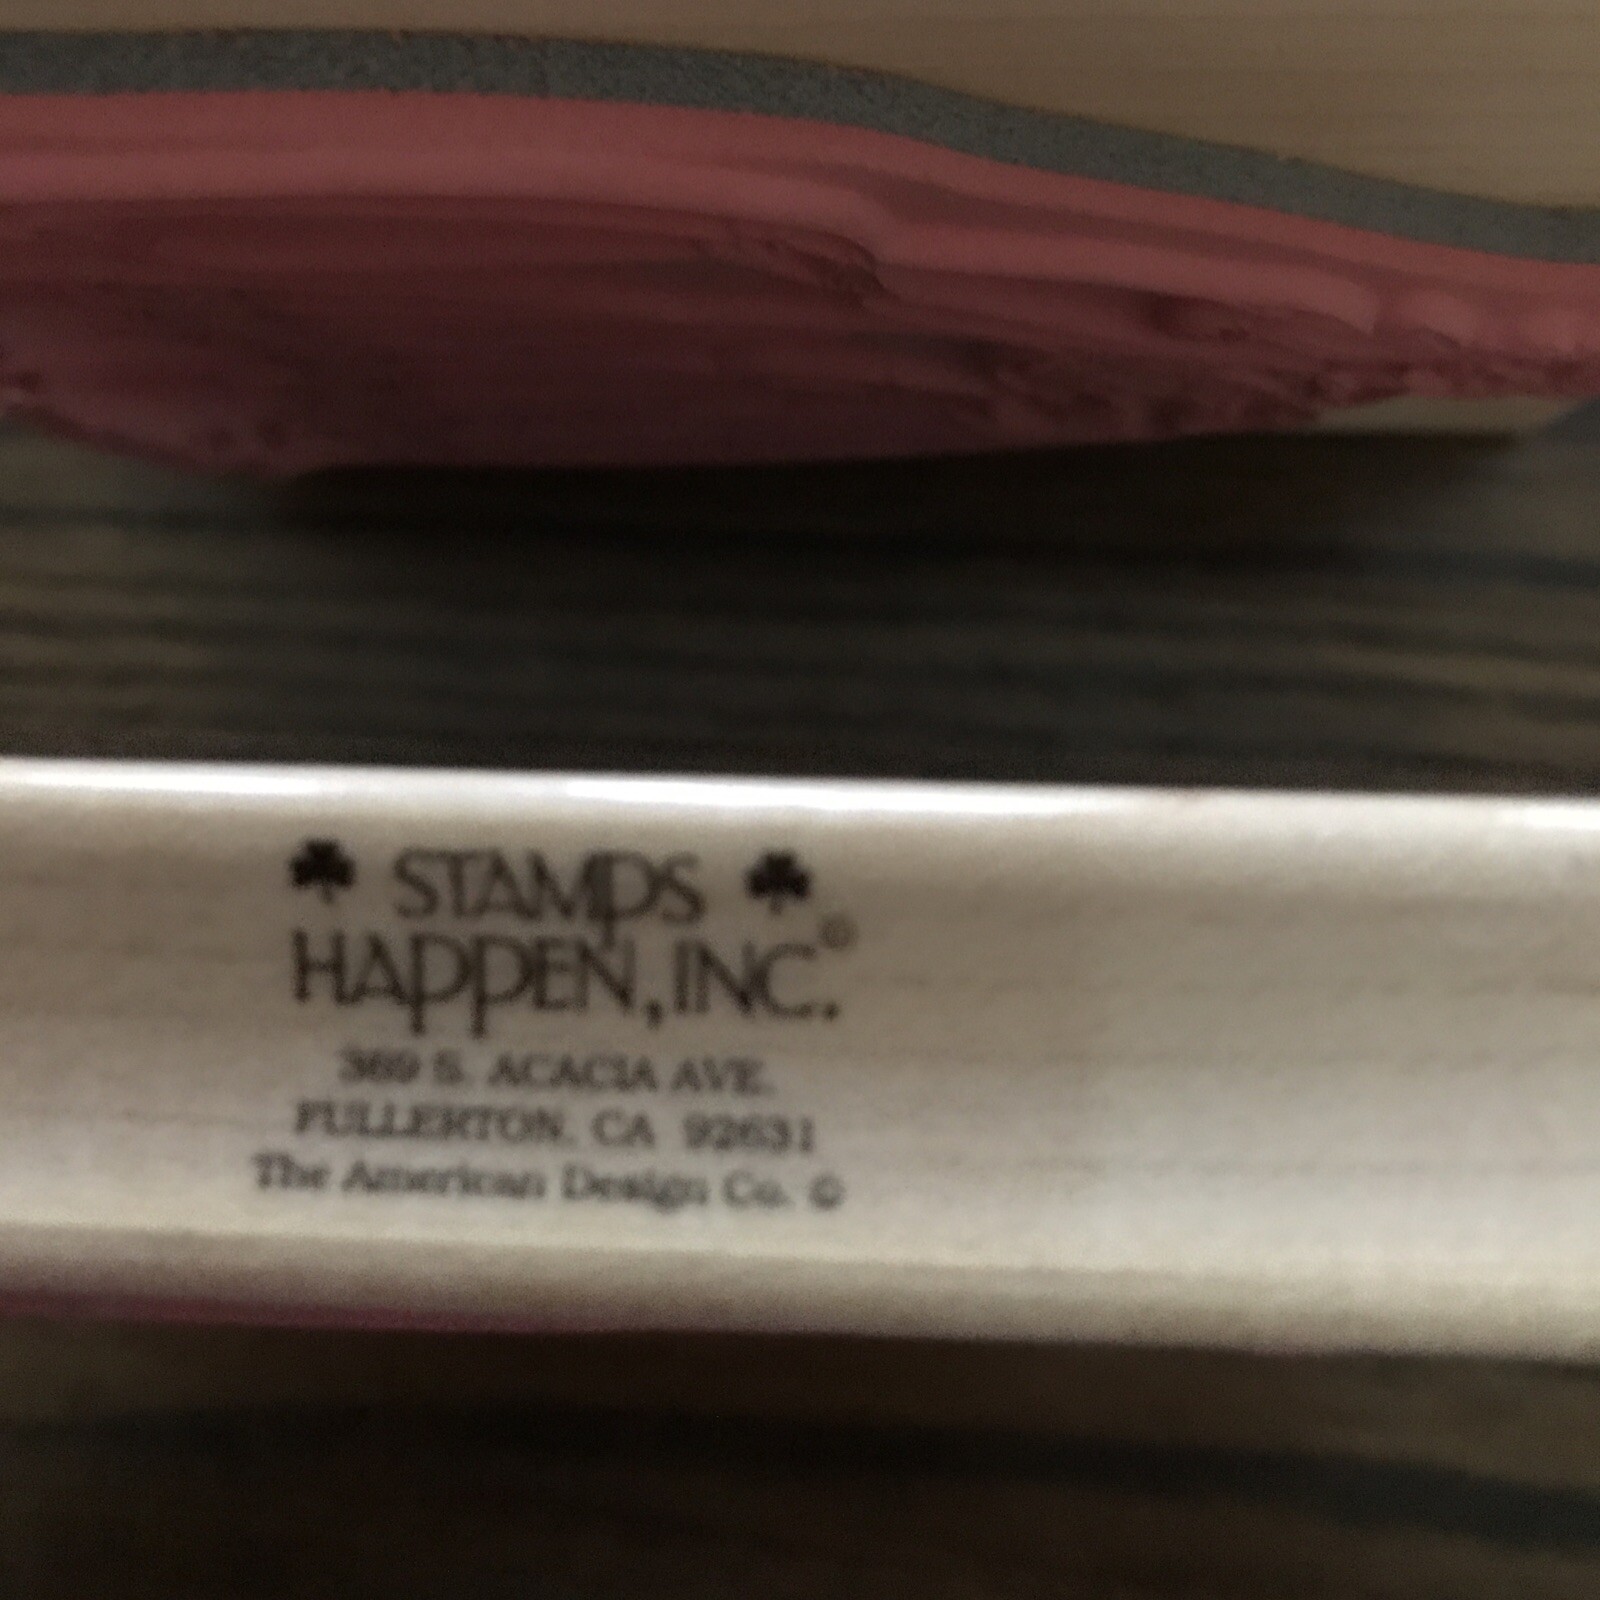 STAMPS
HAPPEN, INC.®
369 S. ACACIA AVE.
FULLERTON, CA 92631
The American Design Co. ©